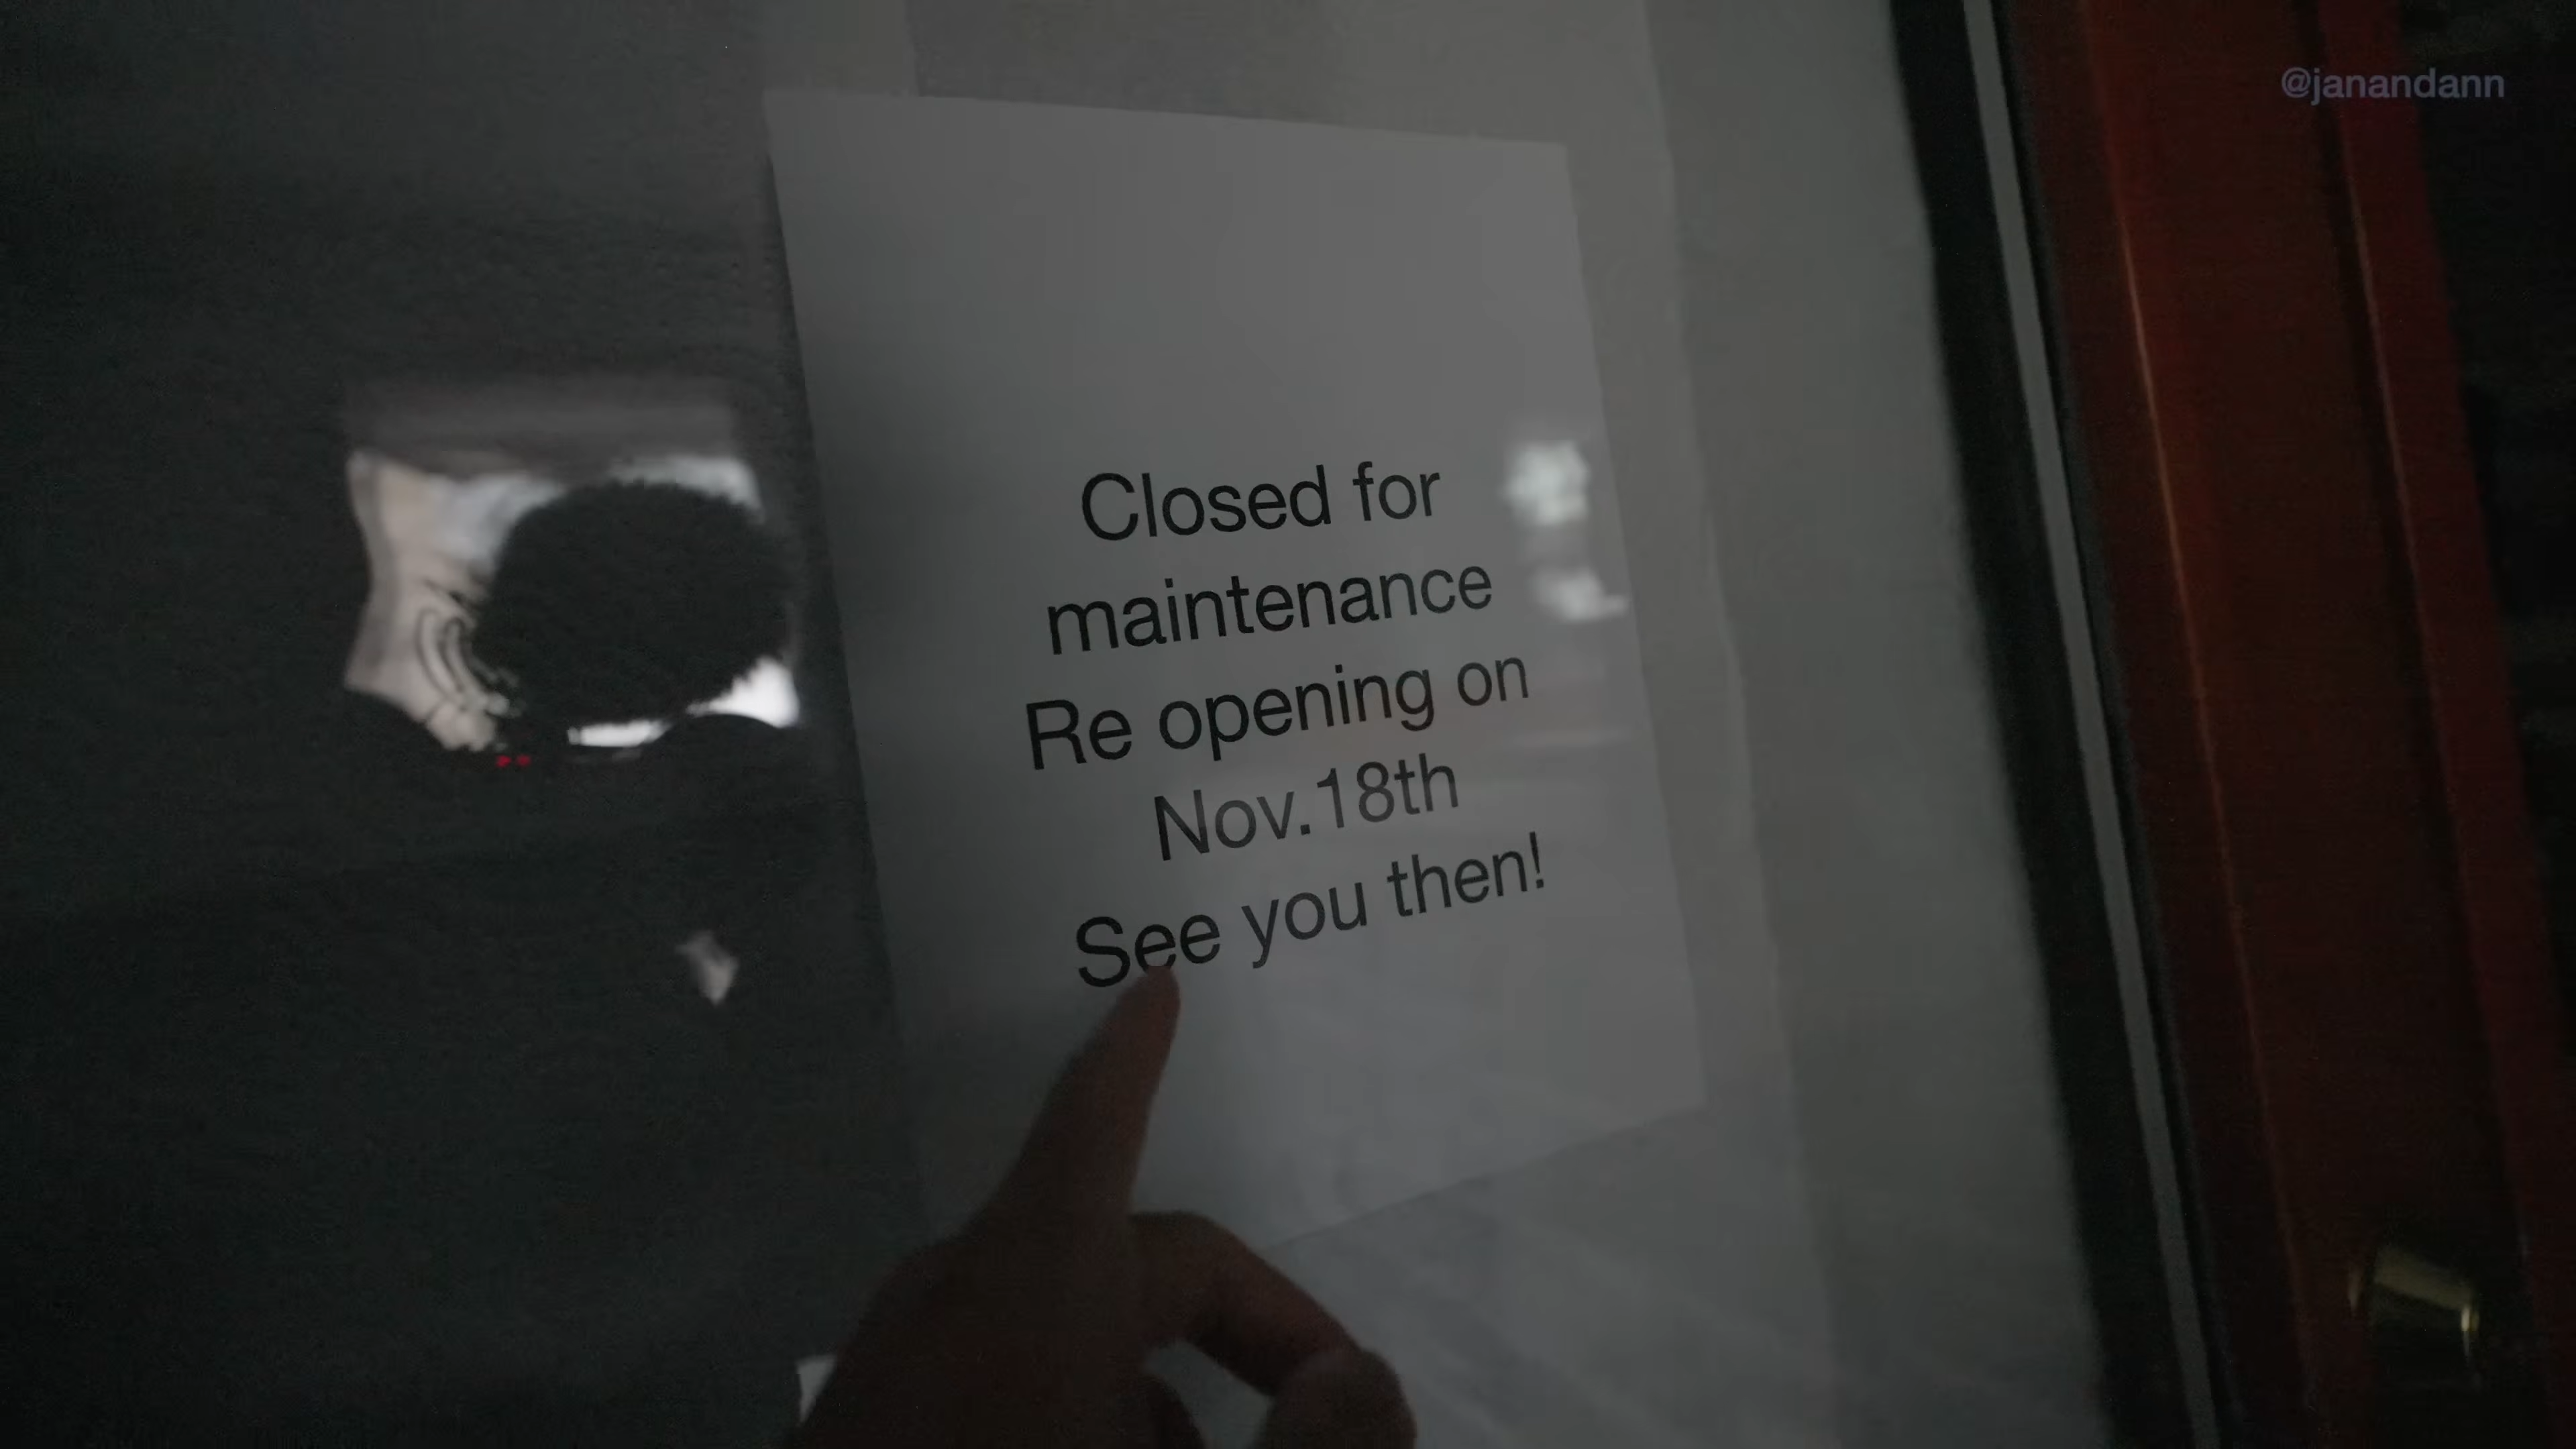 @janandann
Closed for
maintenance
Re opening on
Nov.18th
See you then!